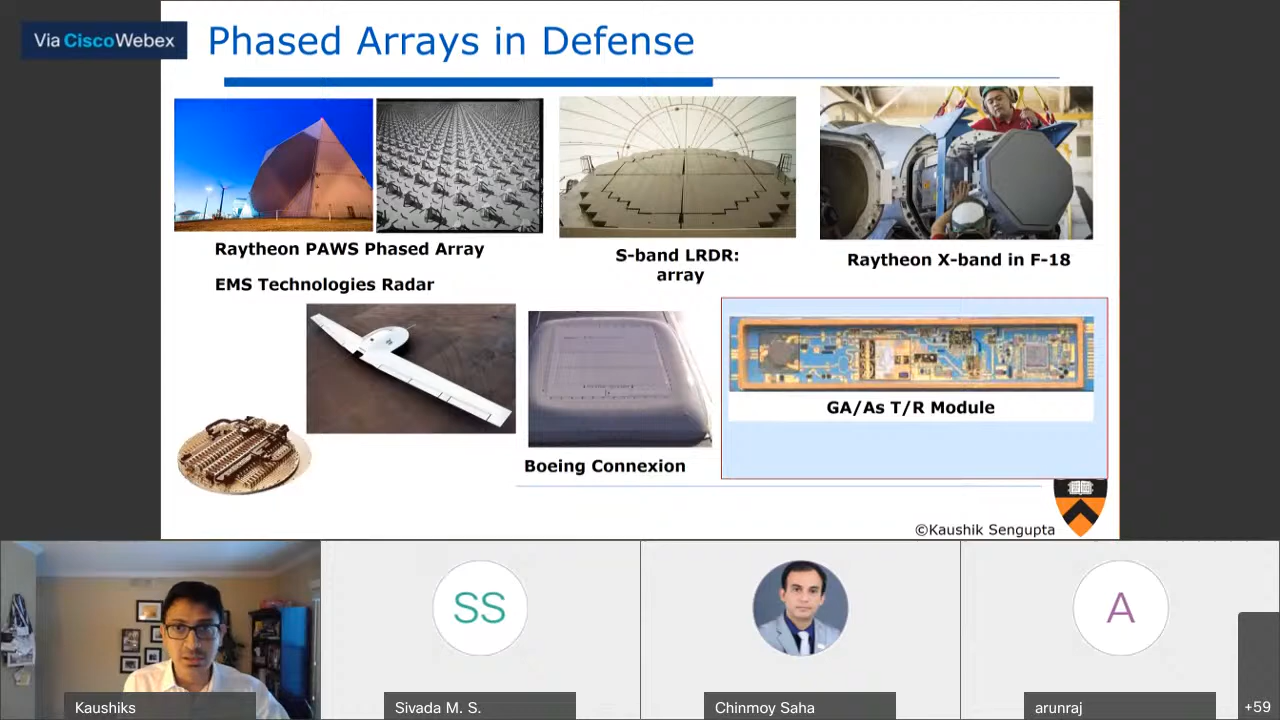 Via CiscoWebex
Phased Arrays in Defense
Raytheon PAWS Phased Array
S-band LRDR:
array
Raytheon X-band in F-18
EMS Technologies Radar
Boeing Connexion
GA/As T/R Module
©Kaushik Sengupta
Kaushiks
SS
Sivada M. S.
Chinmoy Saha
A
arunraj
+59